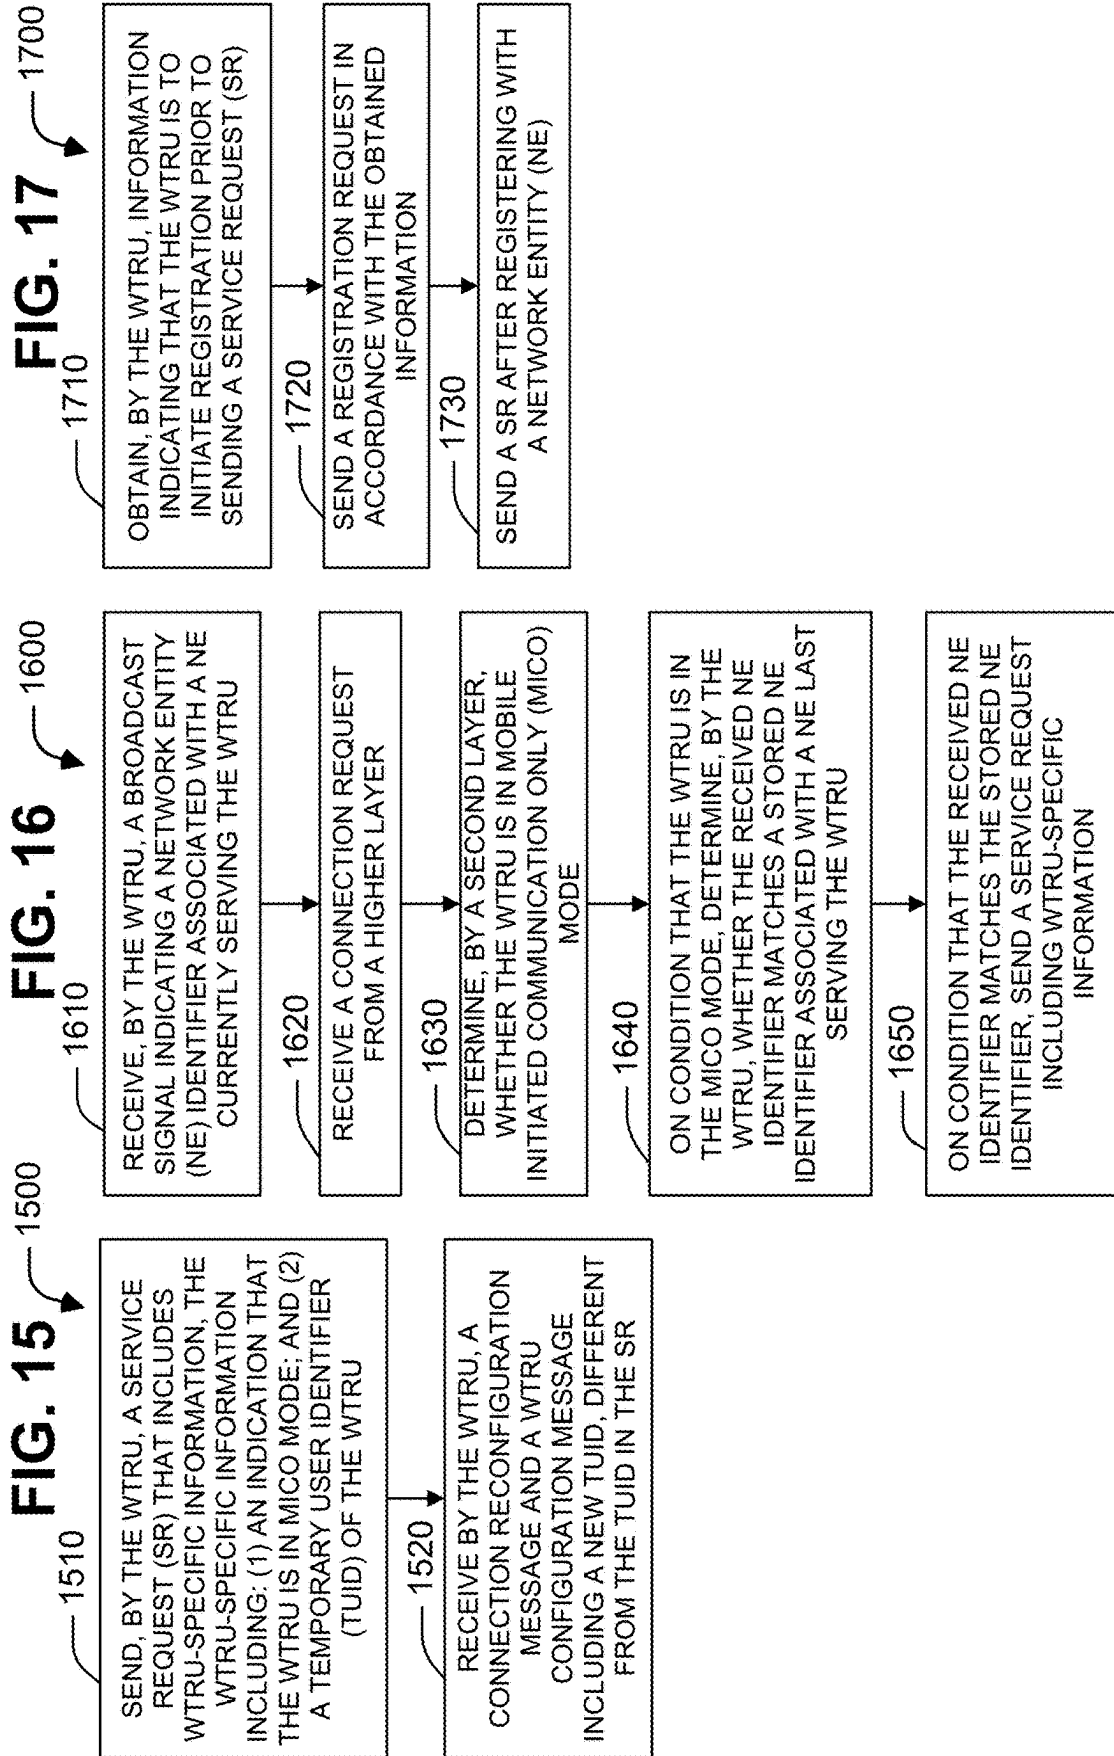 FIG. 15
1500
1510
SEND, BY THE WTRU, A SERVICE
REQUEST (SR) THAT INCLUDES
WTRU-SPECIFIC INFORMATION, THE
WTRU-SPECIFIC INFORMATION
INCLUDING: (1) AN INDICATION THAT
THE WTRU IS IN MICO MODE; AND (2)
A TEMPORARY USER IDENTIFIER
(TUID) OF THE WTRU
1520
RECEIVE BY THE WTRU, A
CONNECTION RECONFIGURATION
MESSAGE AND A WTRU
CONFIGURATION MESSAGE
INCLUDING A NEW TUID, DIFFERENT
FROM THE TUID IN THE SR
FIG. 16
1600
1610
RECEIVE, BY THE WTRU, A BROADCAST
SIGNAL INDICATING A NETWORK ENTITY
(NE) IDENTIFIER ASSOCIATED WITH A NE
CURRENTLY SERVING THE WTRU
1620
RECEIVE A CONNECTION REQUEST
FROM A HIGHER LAYER
1630
DETERMINE, BY A SECOND LAYER,
WHETHER THE WTRU IS IN MOBILE
INITIATED COMMUNICATION ONLY (MICO)
MODE
1640
ON CONDITION THAT THE WTRU IS IN
THE MICO MODE, DETERMINE, BY THE
WTRU, WHETHER THE RECEIVED NE
IDENTIFIER MATCHES A STORED NE
IDENTIFIER ASSOCIATED WITH A NE LAST
SERVING THE WTRU
1650
ON CONDITION THAT THE RECEIVED NE
IDENTIFIER MATCHES THE STORED NE
IDENTIFIER, SEND A SERVICE REQUEST
INCLUDING WTRU-SPECIFIC
INFORMATION
FIG. 17
1700
1710
OBTAIN, BY THE WTRU, INFORMATION
INDICATING THAT THE WTRU IS TO
INITIATE REGISTRATION PRIOR TO
SENDING A SERVICE REQUEST (SR)
1720
SEND A REGISTRATION REQUEST IN
ACCORDANCE WITH THE OBTAINED
INFORMATION
1730
SEND A SR AFTER REGISTERING WITH
A NETWORK ENTITY (NE)